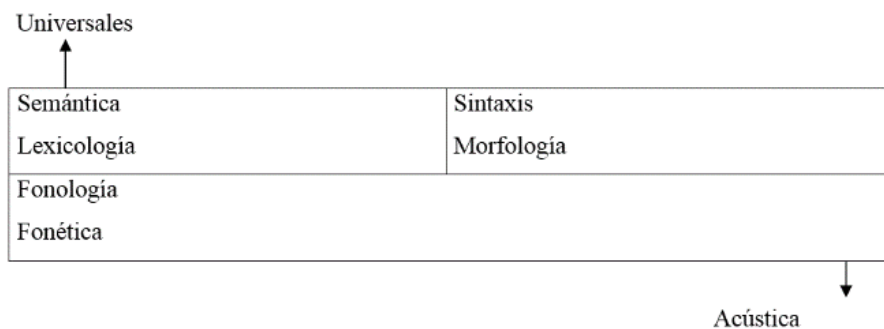 Universales
Semántica
Lexicología
Sintaxis
Morfología
Fonología
Fonética
Acústica